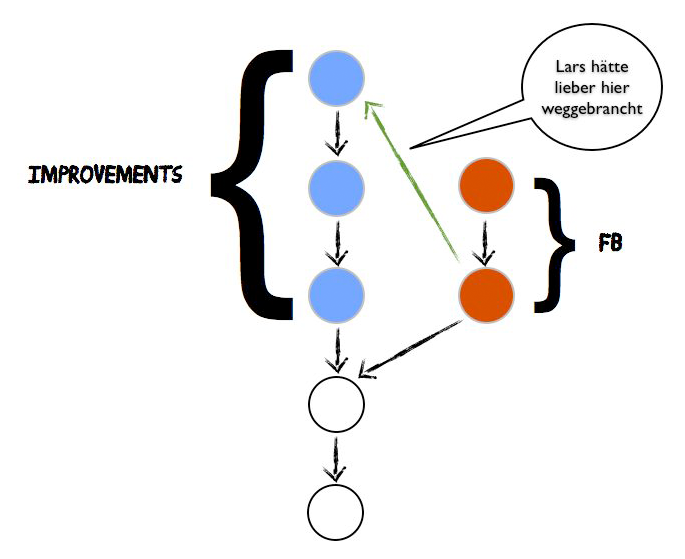 Lars hätte
lieber hier
weggebrancht
IMPROVEMENTS
FB